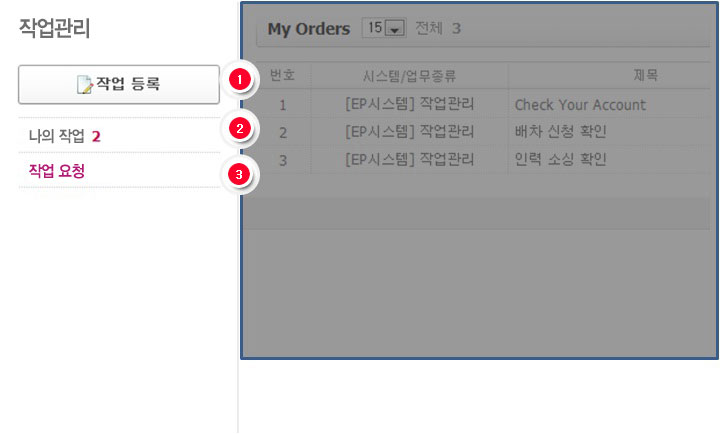 작업관리
작업 등록
1
나의 작업 2
2
작업 요청
3
My Orders 15 전체 3
번호 시스템/업무종류 제목
1 [EP시스템] 작업관리 Check Your Account
2 [EP시스템] 작업관리 배차 신청 확인
3 [EP시스템] 작업관리 인력 소싱 확인